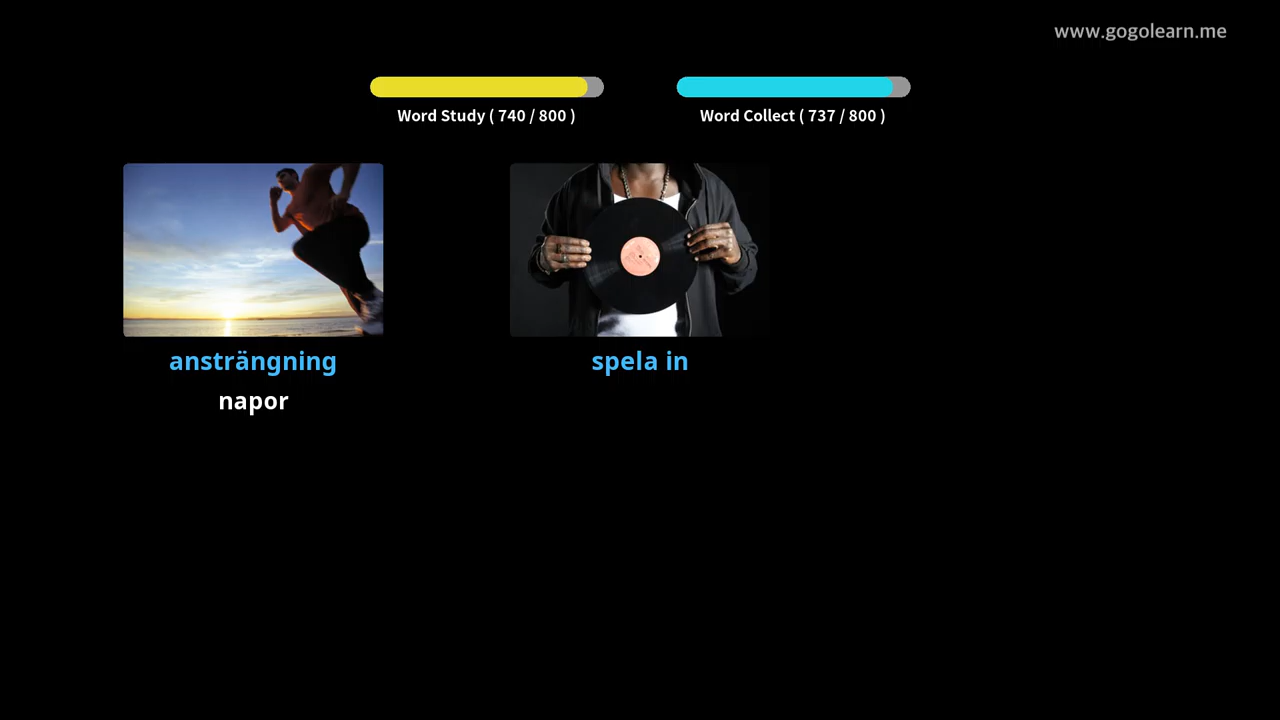 www.gogolearn.me
Word Study ( 740 / 800 )
Word Collect ( 737 / 800 )
ansträngning
napor
spela in